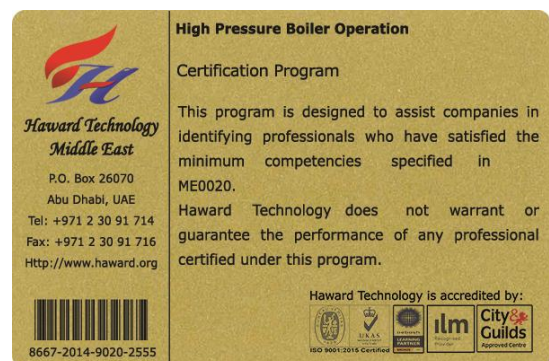 High Pressure Boiler Operation
Certification Program
This program is designed to assist companies in
identifying professionals who have satisfied the
minimum competencies specified in
ME0020.
Haward Technology does not warrant or
guarantee the performance of any professional
certified under this program.
Haward Technology
Middle East
P.O. Box 26070
Abu Dhabi, UAE
Tel: +971 2 30 91 714
Fax: +971 2 30 91 716
Http://www.haward.org
8667-2014-9020-2555
Haward Technology is accredited by:
UKAS
ISO 9001:2015 Certified
ilm
Recognised
Provider
City&
Guilds
Approved Centre